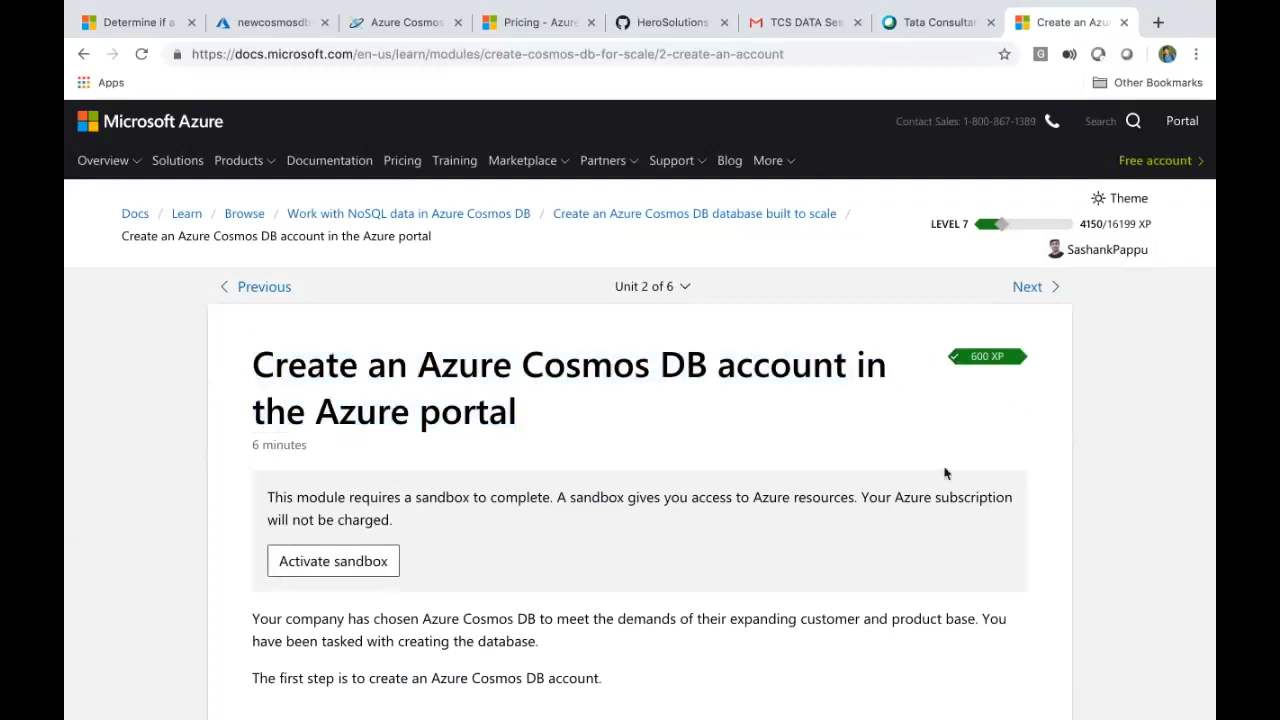 Determine if a
newcosmosdb
Azure Cosmos
Pricing - Azure
HeroSolutions
TCS DATA Ses
Tata Consultan
Create an Azur
https://docs.microsoft.com/en-us/learn/modules/create-cosmos-db-for-scale/2-create-an-account
Apps
Other Bookmarks
Microsoft Azure
Contact Sales: 1-800-867-1389
Search
Portal
Overview
Solutions
Products
Documentation
Pricing
Training
Marketplace
Partners
Support
Blog
More
Free account
Docs / Learn / Browse / Work with NoSQL data in Azure Cosmos DB / Create an Azure Cosmos DB database built to scale /
Create an Azure Cosmos DB account in the Azure portal
Theme
LEVEL 7 4150/16199 XP
SashankPappu
Previous
Unit 2 of 6
Next
Create an Azure Cosmos DB account in
the Azure portal
600 XP
6 minutes
This module requires a sandbox to complete. A sandbox gives you access to Azure resources. Your Azure subscription
will not be charged.
Activate sandbox
Your company has chosen Azure Cosmos DB to meet the demands of their expanding customer and product base. You
have been tasked with creating the database.
The first step is to create an Azure Cosmos DB account.